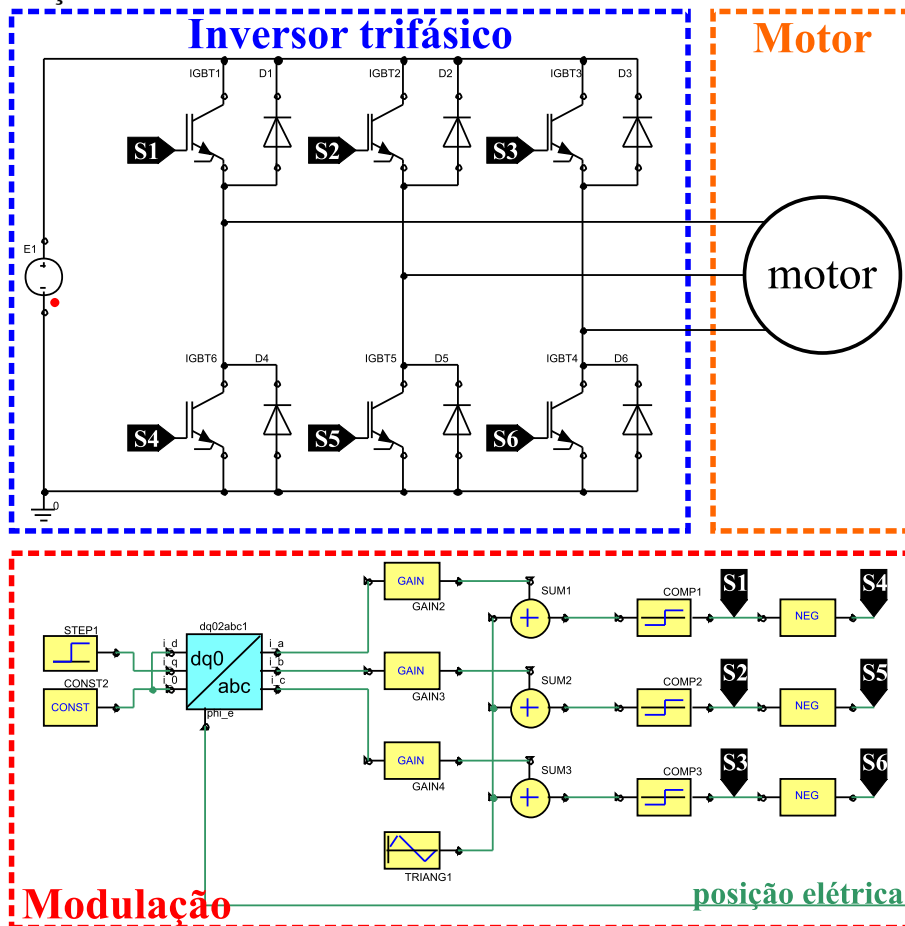 Inversor trifásico
Motor
IGBT1
D1
IGBT2
D2
IGBT3
D3
S1
S2
S3
E1
motor
IGBT6
D4
IGBT5
D5
IGBT4
D6
S4
S5
S6
0
STEP1
CONST2
CONST
dq02abc1
i_d
i_q
i_0
dq0
abc
i_a
i_b
i_c
phi_e
GAIN
GAIN2
GAIN
GAIN3
GAIN
GAIN4
TRIANG1
SUM1
SUM2
SUM3
COMP1
COMP2
COMP3
S1
S2
S3
NEG
NEG
NEG
S4
S5
S6
Modulação
posição elétrica